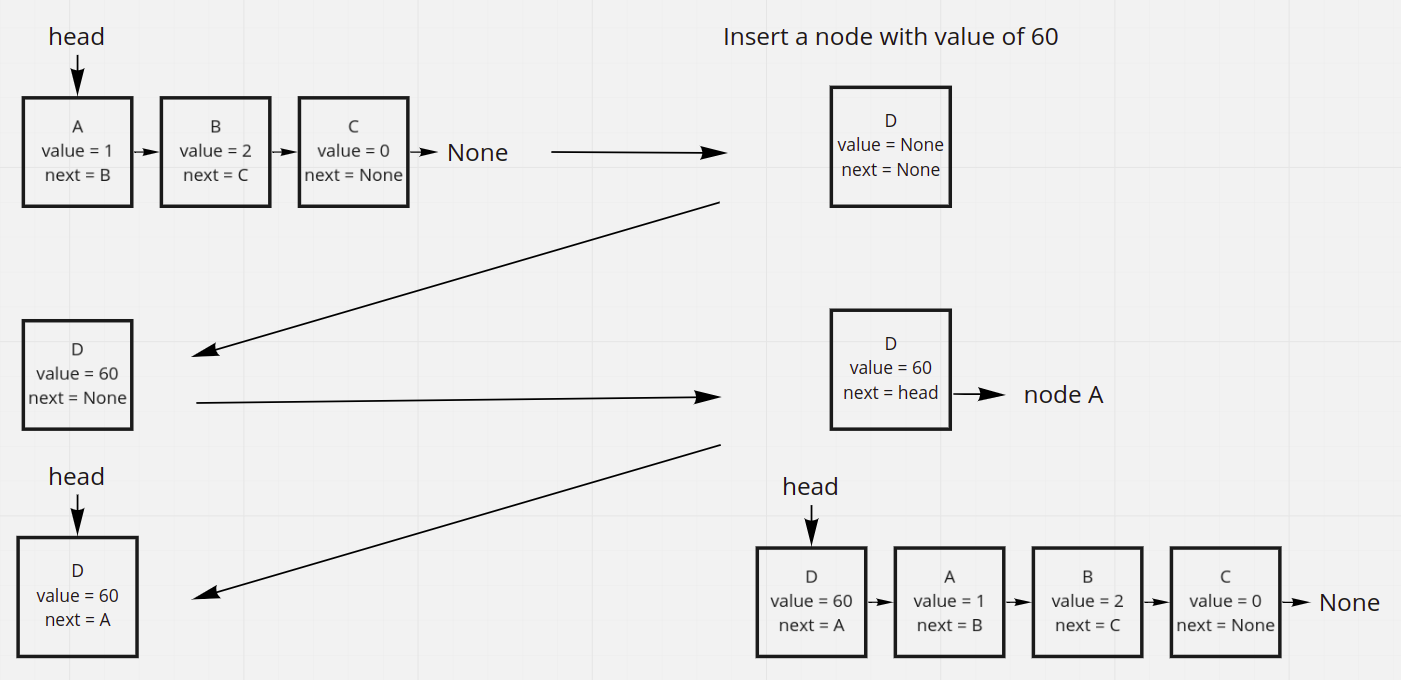 head
Insert a node with value of 60
A
value = 1
next = B
B
value = 2
next = C
C
value = 0
next = None
None
D
value = None
next = None
D
value = 60
next = None
D
value = 60
next = head
node A
head
D
value = 60
next = A
head
D
value = 60
next = A
A
value = 1
next = B
B
value = 2
next = C
C
value = 0
next = None
None